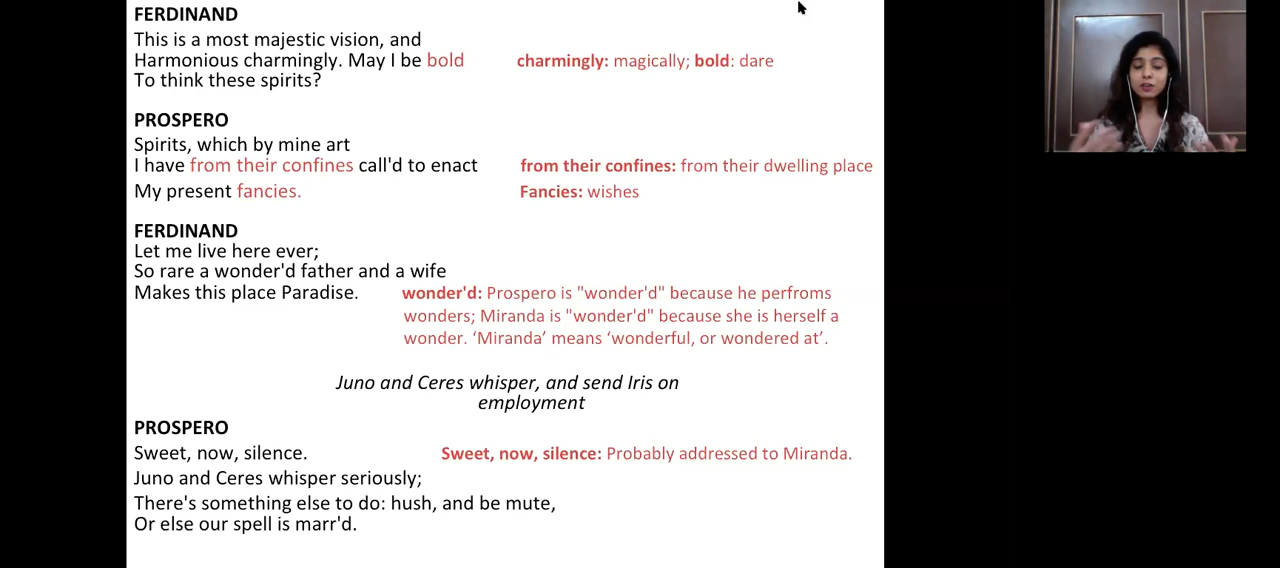 FERDINAND
This is a most majestic vision, and
Harmonious charmingly. May I be bold charmingly: magically; bold: dare
To think these spirits?
PROSPERO
Spirits, which by mine art
I have from their confines call'd to enact from their confines: from their dwelling place
My present fancies. Fancies: wishes
FERDINAND
Let me live here ever;
So rare a wonder'd father and a wife
Makes this place Paradise. wonder'd: Prospero is "wonder'd" because he perfroms
wonders; Miranda is "wonder'd" because she is herself a
wonder. ‘Miranda’ means ‘wonderful, or wondered at’.
Juno and Ceres whisper, and send Iris on
employment
PROSPERO
Sweet, now, silence. Sweet, now, silence: Probably addressed to Miranda.
Juno and Ceres whisper seriously;
There's something else to do: hush, and be mute,
Or else our spell is marr'd.